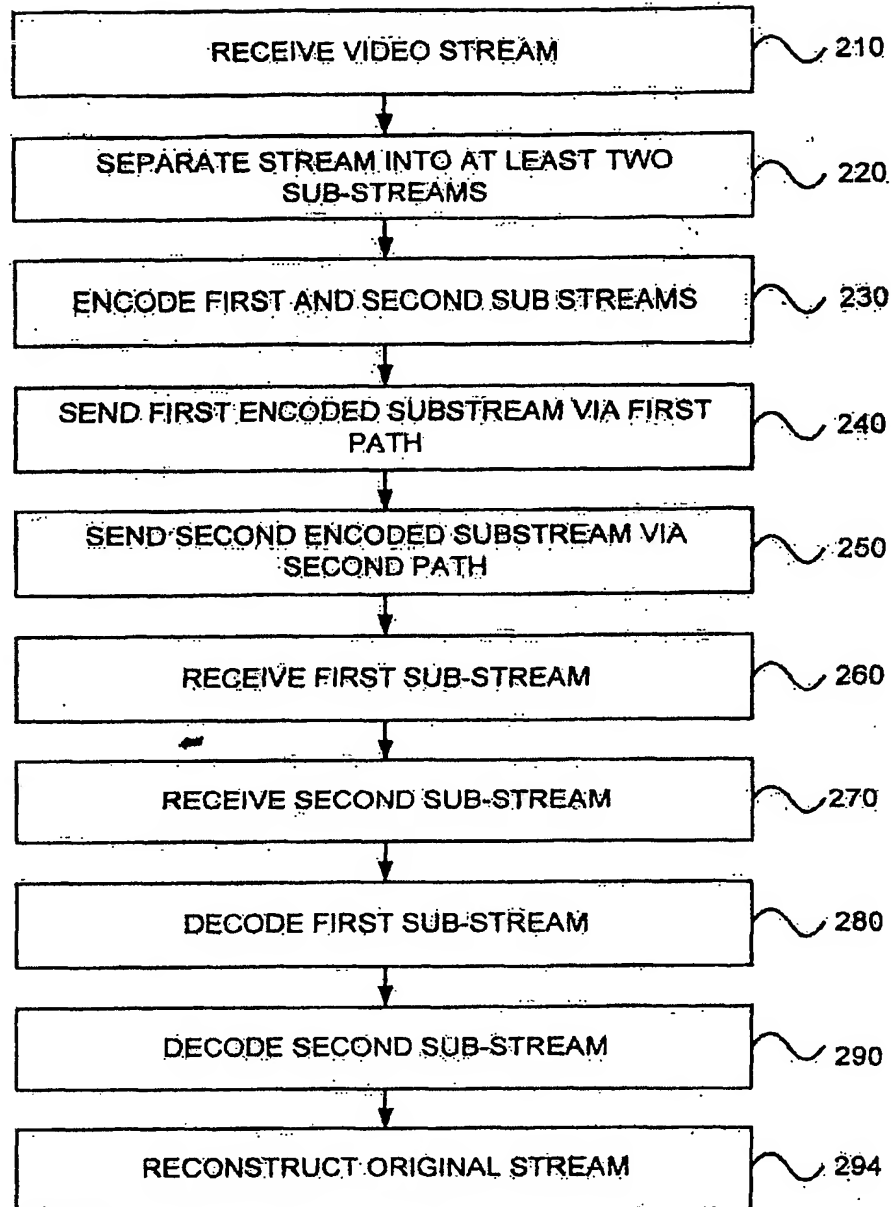 RECEIVE VIDEO STREAM
210
SEPARATE STREAM INTO AT LEAST TWO
SUB-STREAMS
220
ENCODE FIRST AND SECOND SUB STREAMS
230
SEND FIRST ENCODED SUBSTREAM VIA FIRST
PATH
240
SEND SECOND ENCODED SUBSTREAM VIA
SECOND PATH
250
RECEIVE FIRST SUB-STREAM
260
RECEIVE SECOND SUB-STREAM
270
DECODE FIRST SUB-STREAM
280
DECODE SECOND SUB-STREAM
290
RECONSTRUCT ORIGINAL STREAM
294